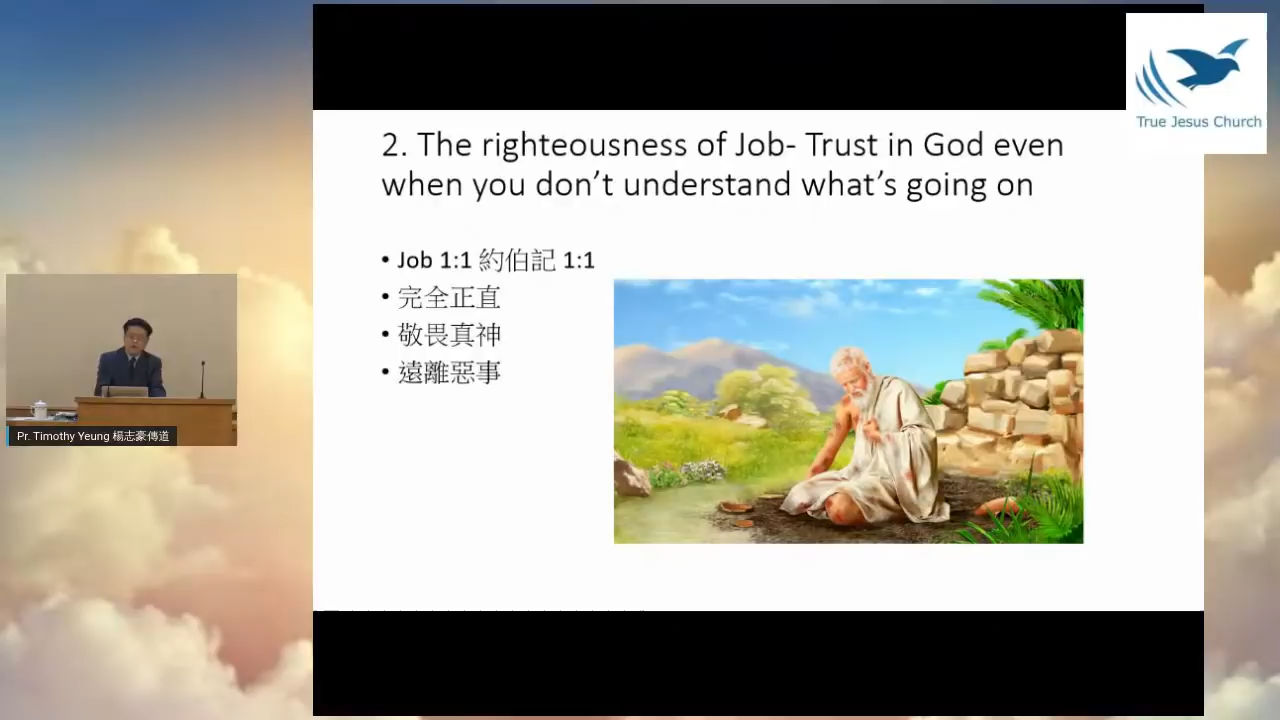 True Jesus Church
2. The righteousness of Job- Trust in God even
when you don’t understand what’s going on
• Job 1:1 約伯記 1:1
• 完全正直
• 敬畏真神
• 遠離惡事
Pr. Timothy Yeung 楊志豪傳道